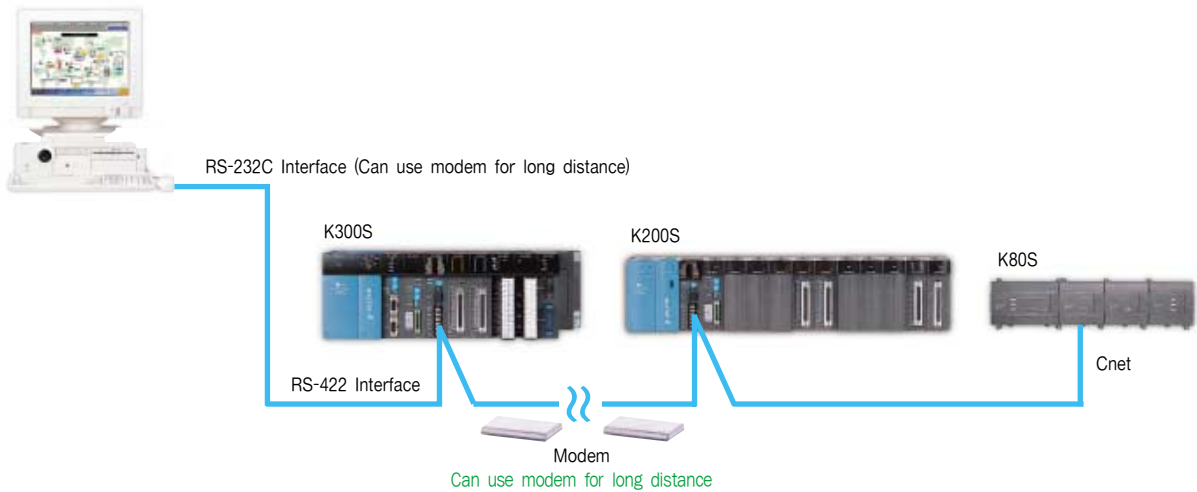 RS-232C Interface (Can use modem for long distance)
K300S
K200S
K80S
Cnet
RS-422 Interface
Modem
Can use modem for long distance